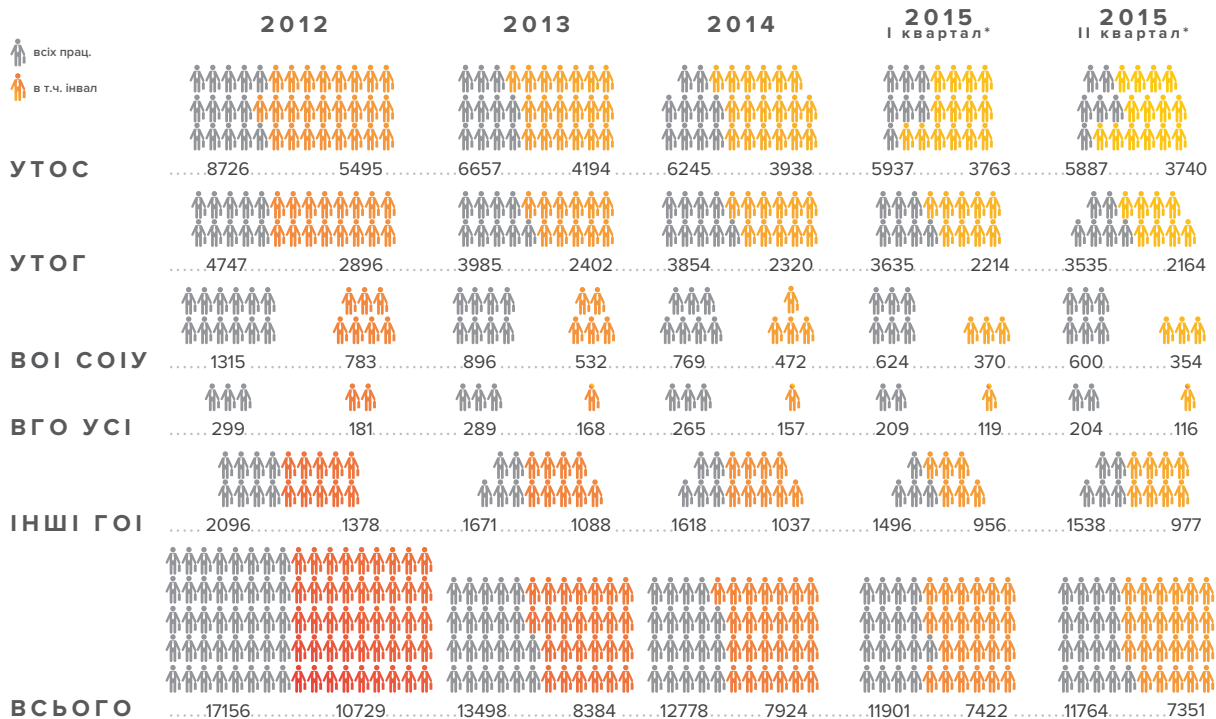 2012 2013 2014 2015 2015
І квартал* ІІ квартал*
всіх прац.
в т.ч. інвал
УТОС 8726 5495 6657 4194 6245 3938 5937 3763 5887 3740
УТОГ 4747 2896 3985 2402 3854 2320 3635 2214 3535 2164
ВОІ СОІУ 1315 783 896 532 769 472 624 370 600 354
ВГО УСІ 299 181 289 168 265 157 209 119 204 116
ІНШІ ГОІ 2096 1378 1671 1088 1618 1037 1496 956 1538 977
ВСЬОГО 17156 10729 13498 8384 12778 7924 11901 7422 11764 7351